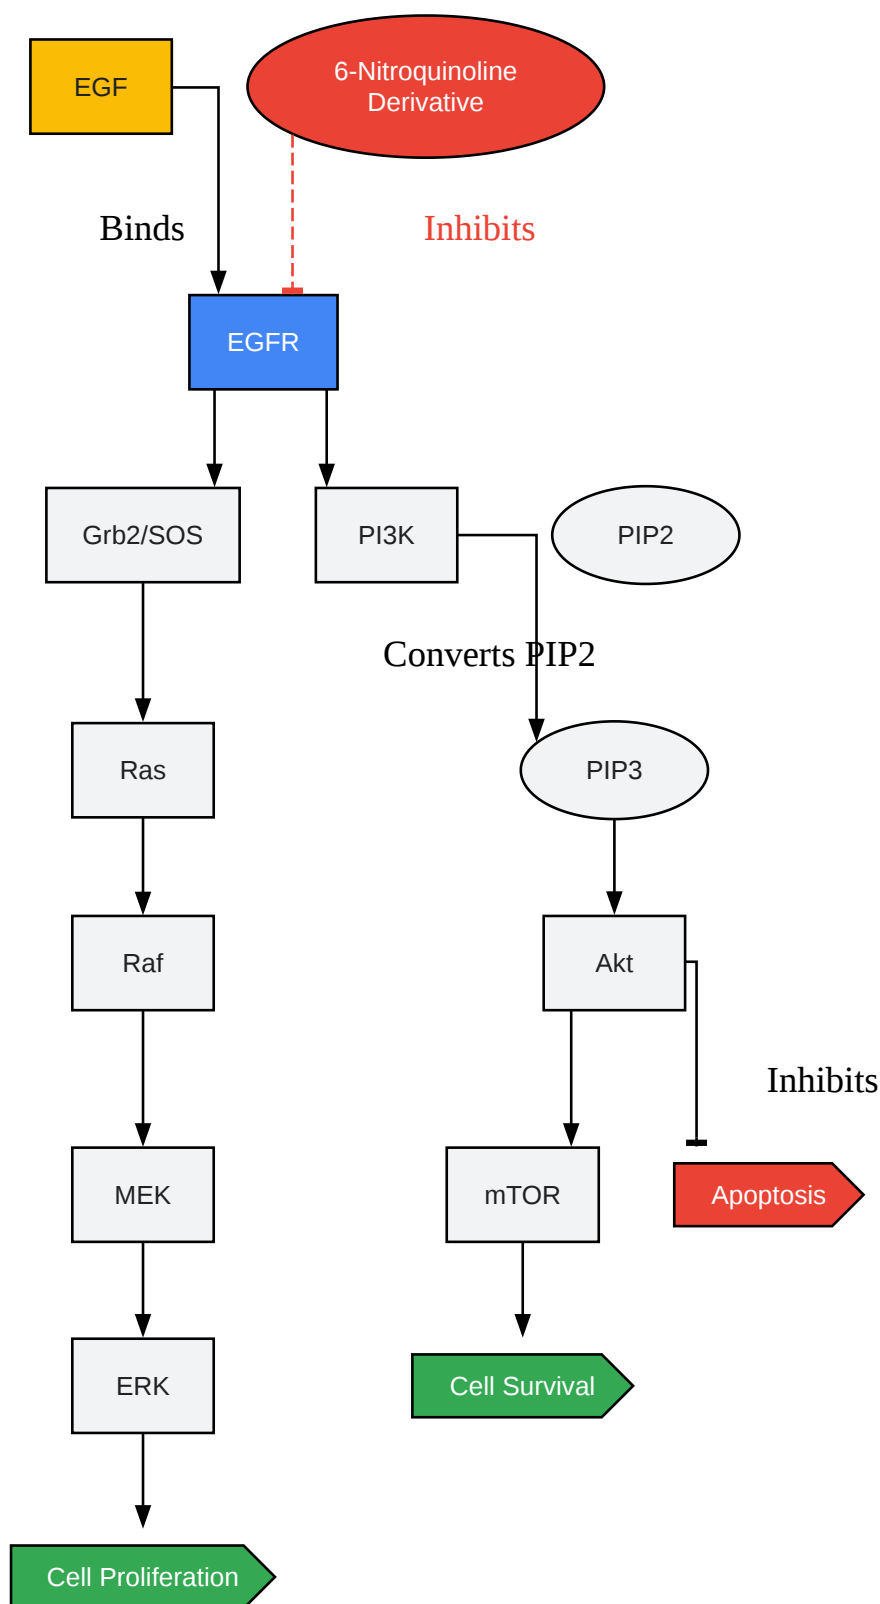 EGF
6-Nitroquinoline
Derivative
Binds
Inhibits
EGFR
Grb2/SOS
PI3K
PIP2
Converts PIP2
Ras
PIP3
Raf
Akt
Inhibits
MEK
mTOR
Apoptosis
ERK
Cell Survival
Cell Proliferation